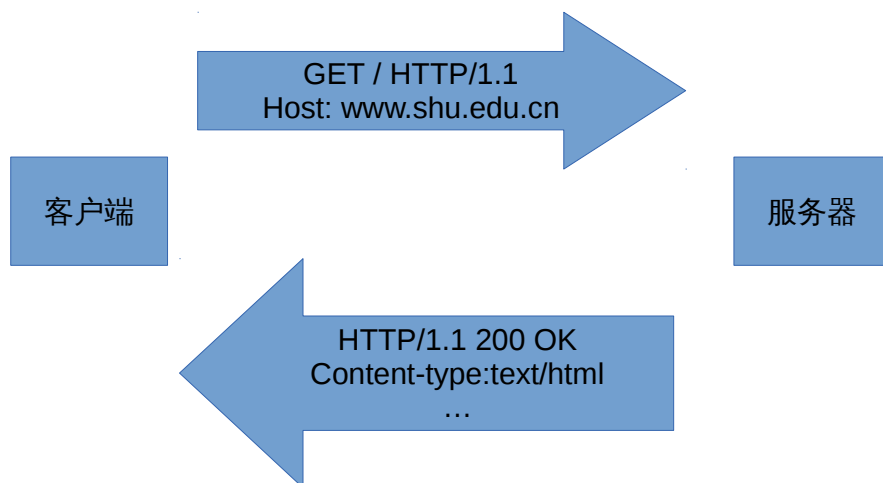 GET / HTTP/1.1
Host: www.shu.edu.cn
客户端
服务器
HTTP/1.1 200 OK
Content-type:text/html
…